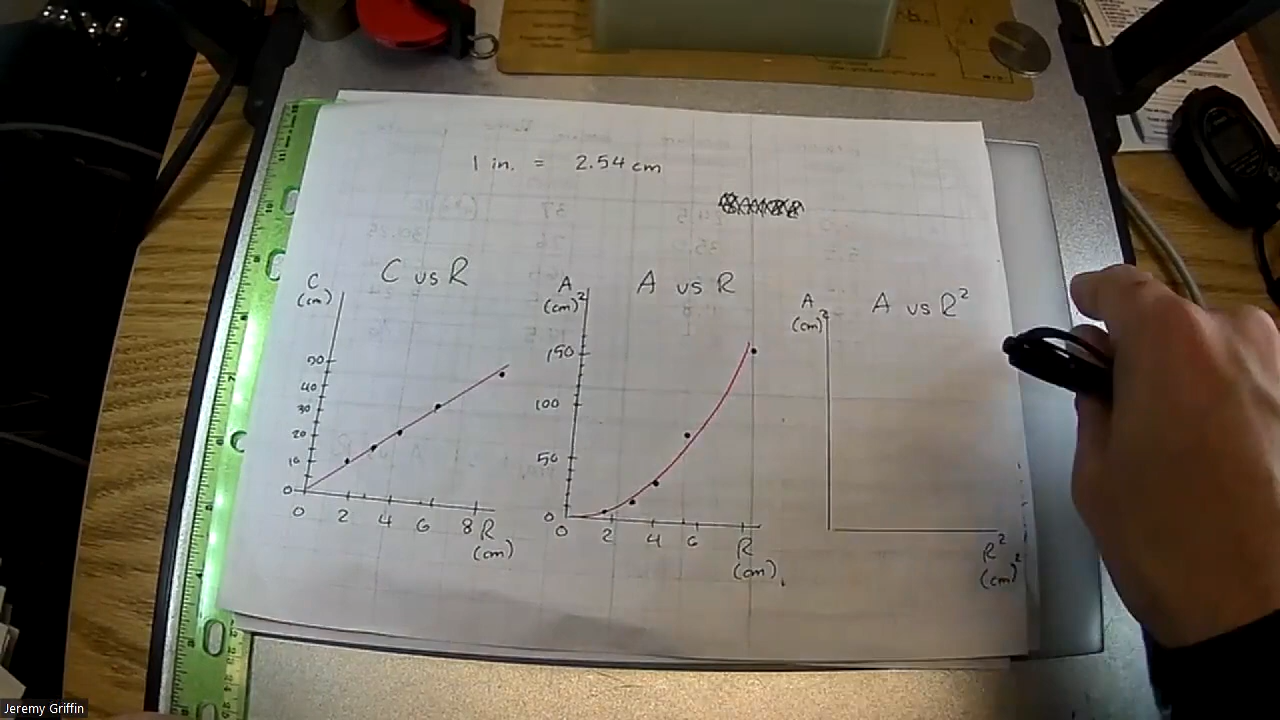 1 in. = 2.54 cm
C vs R
C
(cm)
50
40
30
20
10
0
0 2 4 6 8 R
(cm)
A vs R
A
(cm)²
150
100
50
0
0 2 4 6 R
(cm)
A vs R²
A
(cm)²
R²
(cm)²
Jeremy Griffin